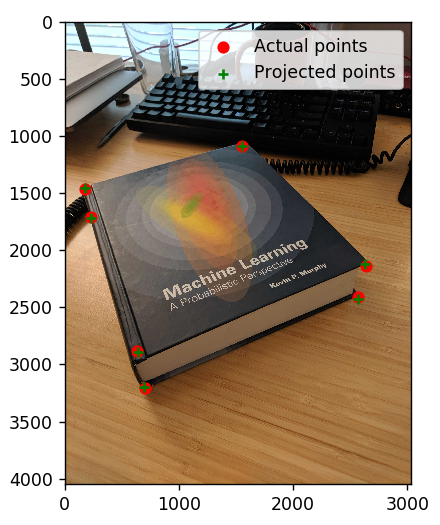 0
500
1000
1500
2000
2500
3000
3500
4000
0
1000
2000
3000
Actual points
Projected points
Machine Learning
A Probabilistic Perspective
Kevin P. Murphy